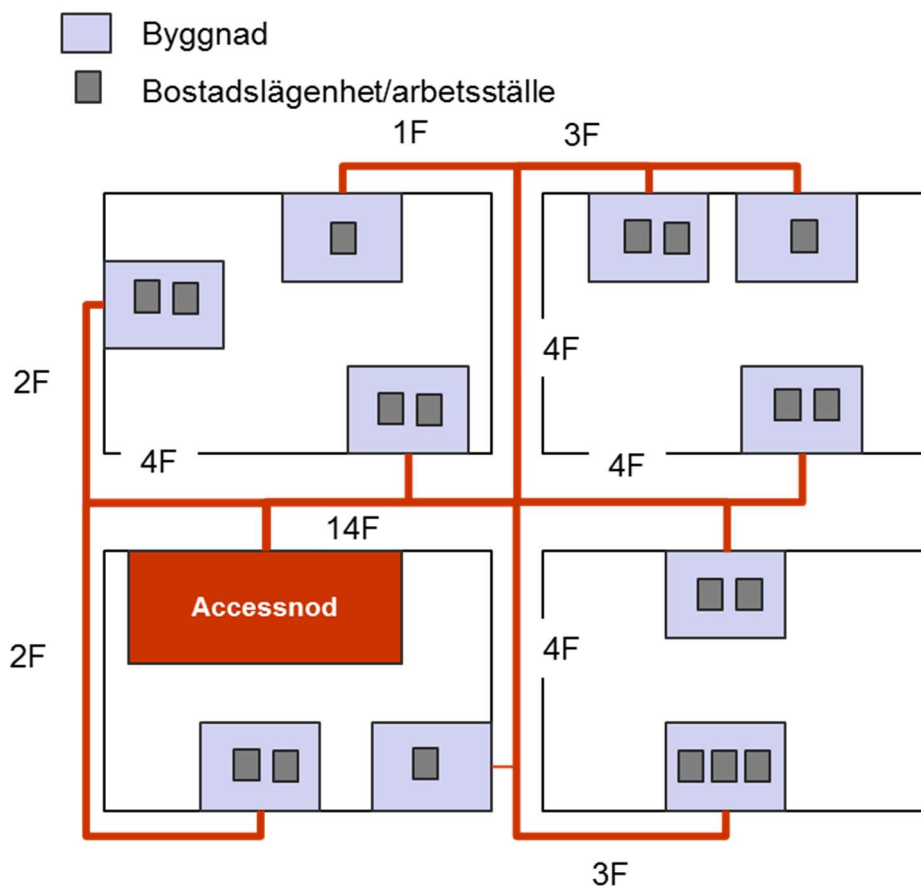 Byggnad
Bostadslägenhet/arbetsställe
1F
3F
4F
2F
4F
4F
14F
Accessnod
4F
2F
3F